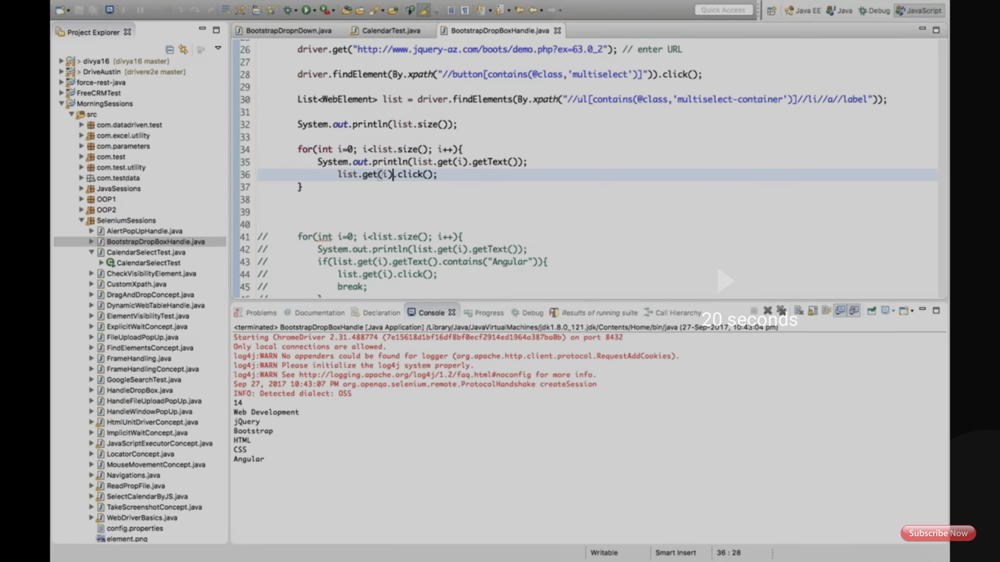 Quick Access
Java EE
Java
Debug
JavaScript
Project Explorer
BootstrapDropnDown.java
CalendarTest.java
BootstrapDropBoxHandle.java
> divya16 [divya16 master]
> DriveAustin [drivere2e master]
force-rest-java
FreeCRMTest
MorningSessions
src
com.datadriven.test
com.excel.utility
com.parameters
com.test
com.test.utility
com.testdata
JavaSessions
OOP1
OOP2
SeleniumSessions
AlertPopUpHandle.java
BootstrapDropBoxHandle.java
CalendarSelectTest.java
CalendarSelectTest
CheckVisibilityElement.java
CustomXpath.java
DragAndDropConcept.java
DynamicWebTableHandle.java
ElementVisibilityTest.java
ExplicitWaitConcept.java
FileUploadPopUp.java
FindElementsConcept.java
FrameHandling.java
FrameHandlingConcept.java
GoogleSearchTest.java
HandleDropBox.java
HandleFileUploadPopUp.java
HandleWindowPopUp.java
HtmlUnitDriverConcept.java
ImplicitWaitConcept.java
JavaScriptExecutorConcept.java
LocatorConcept.java
MouseMovementConcept.java
Navigations.java
ReadPropFile.java
SelectCalendarByJS.java
TakeScreenshotConcept.java
WebDriverBasics.java
config.properties
element.png
26 driver.get("http://www.jquery-az.com/boots/demo.php?ex=63.0_2"); // enter URL
27
28 driver.findElement(By.xpath("//button[contains(@class,'multiselect')]")).click();
29
30 List<WebElement> list = driver.findElements(By.xpath("//ul[contains(@class,'multiselect-container')]//li//a//label"));
31
32 System.out.println(list.size());
33
34 for(int i=0; i<list.size(); i++){
35 System.out.println(list.get(i).getText());
36 list.get(i).click();
37 }
38
39
40
41 // for(int i=0; i<list.size(); i++){
42 // System.out.println(list.get(i).getText());
43 // if(list.get(i).getText().contains("Angular")){
44 // list.get(i).click();
45 // break;
Problems
Documentation
Declaration
Console
Progress
Debug
Results of running suite
Call Hierarchy
20 seconds
<terminated> BootstrapDropBoxHandle [Java Application] /Library/Java/JavaVirtualMachines/jdk1.8.0_121.jdk/Contents/Home/bin/java (27-Sep-2017, 10:43:04 pm)
Starting ChromeDriver 2.31.488774 (7e15618d1bf16df8bf0ecf2914ed1964a387ba0b) on port 8432
Only local connections are allowed.
log4j:WARN No appenders could be found for logger (org.apache.http.client.protocol.RequestAddCookies).
log4j:WARN Please initialize the log4j system properly.
log4j:WARN See http://logging.apache.org/log4j/1.2/faq.html#noconfig for more info.
Sep 27, 2017 10:43:07 PM org.openqa.selenium.remote.ProtocolHandshake createSession
INFO: Detected dialect: OSS
14
Web Development
jQuery
Bootstrap
HTML
CSS
Angular
Subscribe Now
Writable
Smart Insert
36 : 28